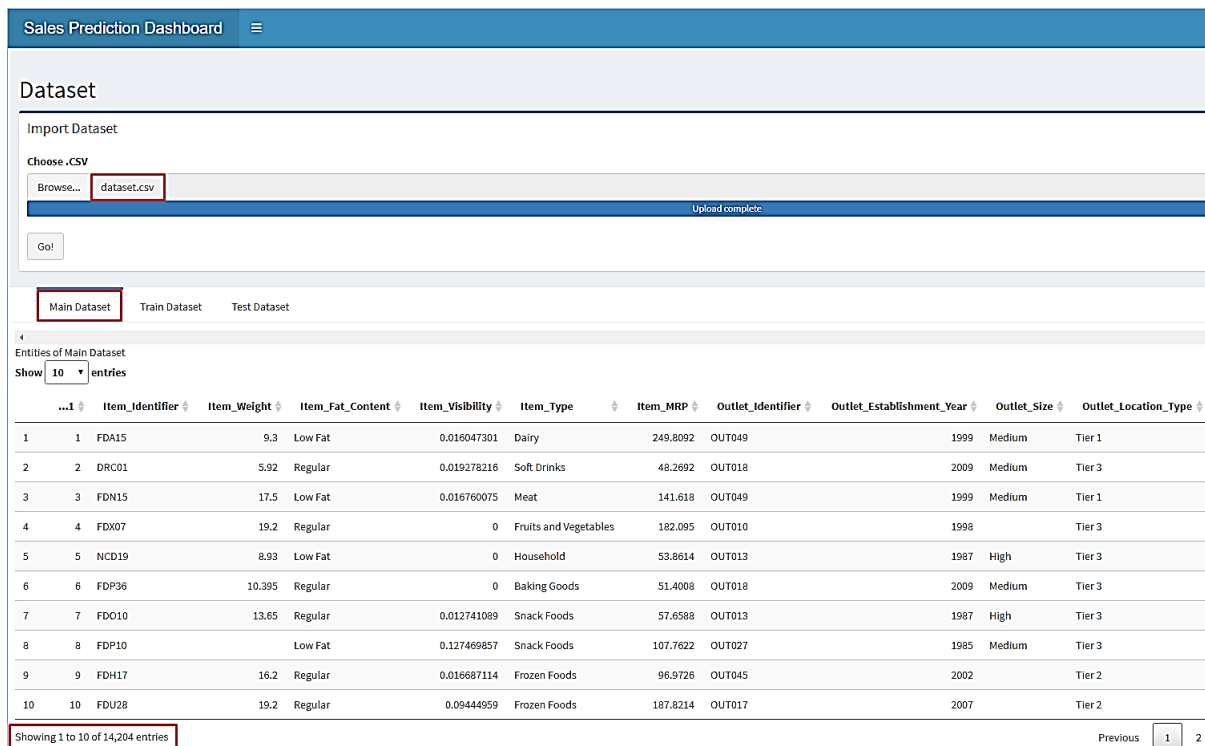 Sales Prediction Dashboard ≡
Dataset
Import Dataset
Choose .CSV
Browse... dataset.csv
Upload complete
Go!
Main Dataset Train Dataset Test Dataset
Entities of Main Dataset
Show 10 entries
...1 Item_Identifier Item_Weight Item_Fat_Content Item_Visibility Item_Type Item_MRP Outlet_Identifier Outlet_Establishment_Year Outlet_Size Outlet_Location_Type
1 1 FDA15 9.3 Low Fat 0.016047301 Dairy 249.8092 OUT049 1999 Medium Tier 1
2 2 DRC01 5.92 Regular 0.019278216 Soft Drinks 48.2692 OUT018 2009 Medium Tier 3
3 3 FDN15 17.5 Low Fat 0.016760075 Meat 141.618 OUT049 1999 Medium Tier 1
4 4 FDX07 19.2 Regular 0 Fruits and Vegetables 182.095 OUT010 1998 Tier 3
5 5 NCD19 8.93 Low Fat 0 Household 53.8614 OUT013 1987 High Tier 3
6 6 FDP36 10.395 Regular 0 Baking Goods 51.4008 OUT018 2009 Medium Tier 3
7 7 FDO10 13.65 Regular 0.012741089 Snack Foods 57.6588 OUT013 1987 High Tier 3
8 8 FDP10 Low Fat 0.127469857 Snack Foods 107.7622 OUT027 1985 Medium Tier 3
9 9 FDH17 16.2 Regular 0.016687114 Frozen Foods 96.9726 OUT045 2002 Tier 2
10 10 FDU28 19.2 Regular 0.09444959 Frozen Foods 187.8214 OUT017 2007 Tier 2
Showing 1 to 10 of 14,204 entries Previous 1 2